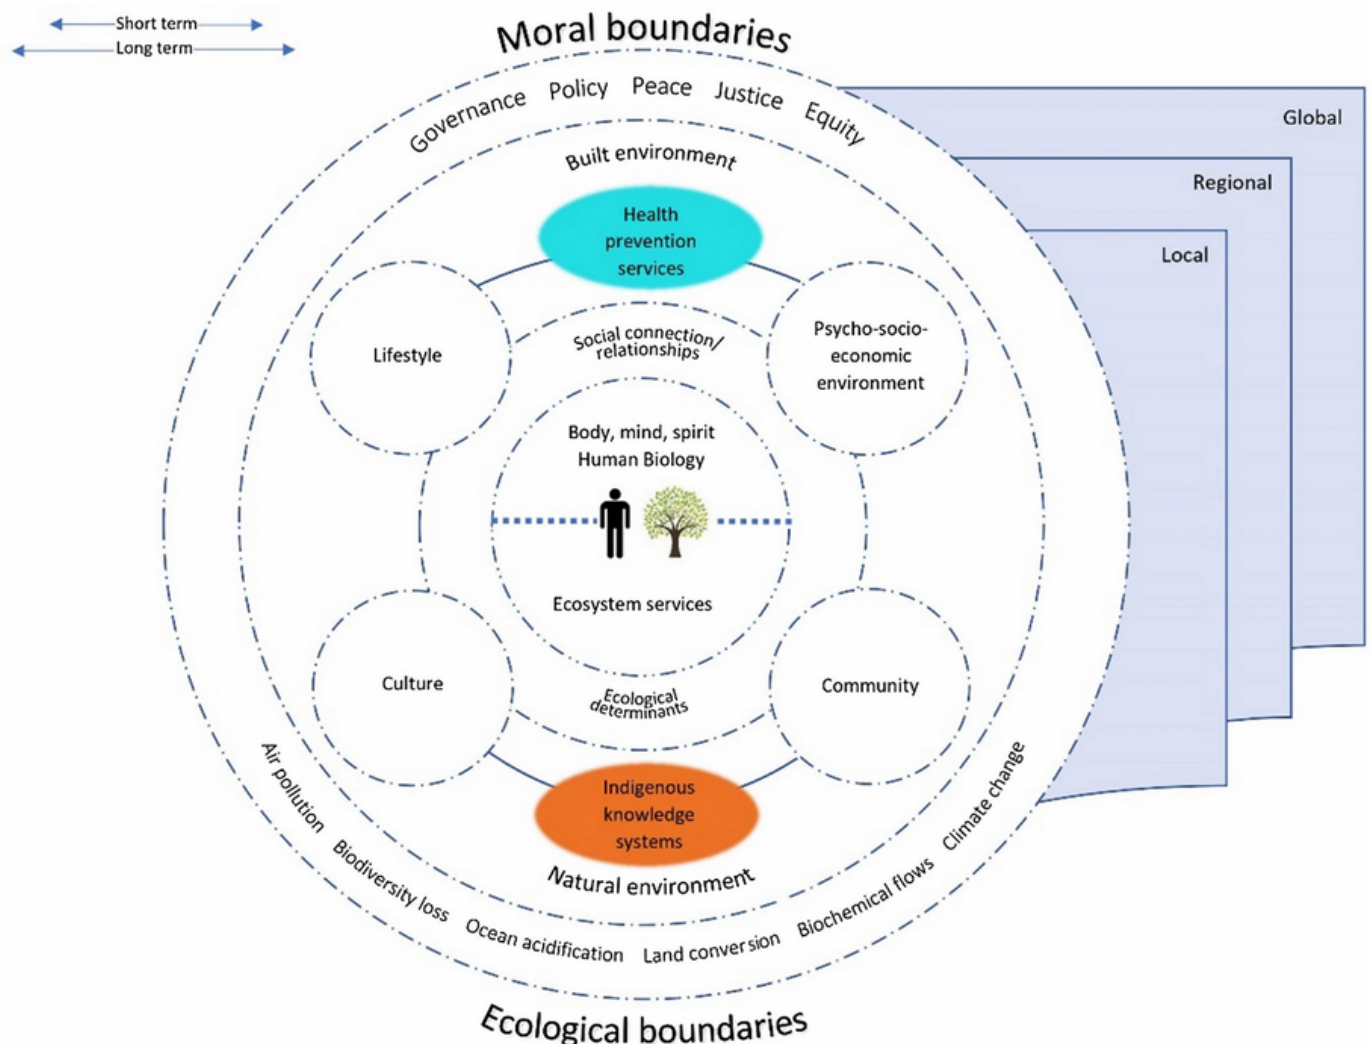 Short term
Long term
Moral boundaries
Governance Policy Peace Justice Equity
Global
Built environment
Regional
Health
prevention
services
Local
Lifestyle
Social connection/
relationships
Psycho-socio-
economic
environment
Body, mind, spirit
Human Biology
Ecosystem services
Culture
Ecological
determinants
Community
Indigenous
knowledge
systems
Natural environment
Air pollution Biodiversity loss Ocean acidification Land conversion Biochemical flows Climate change
Ecological boundaries